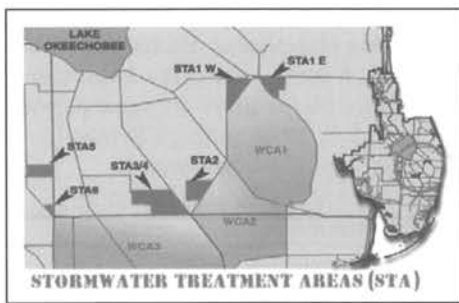 LAKE
OKEECHOBEE
STA1 W
STA1 E
STA5
STA6
STA3/4
STA2
WCA1
WCA2
WCA3
STORMWATER TREATMENT AREAS (STA)